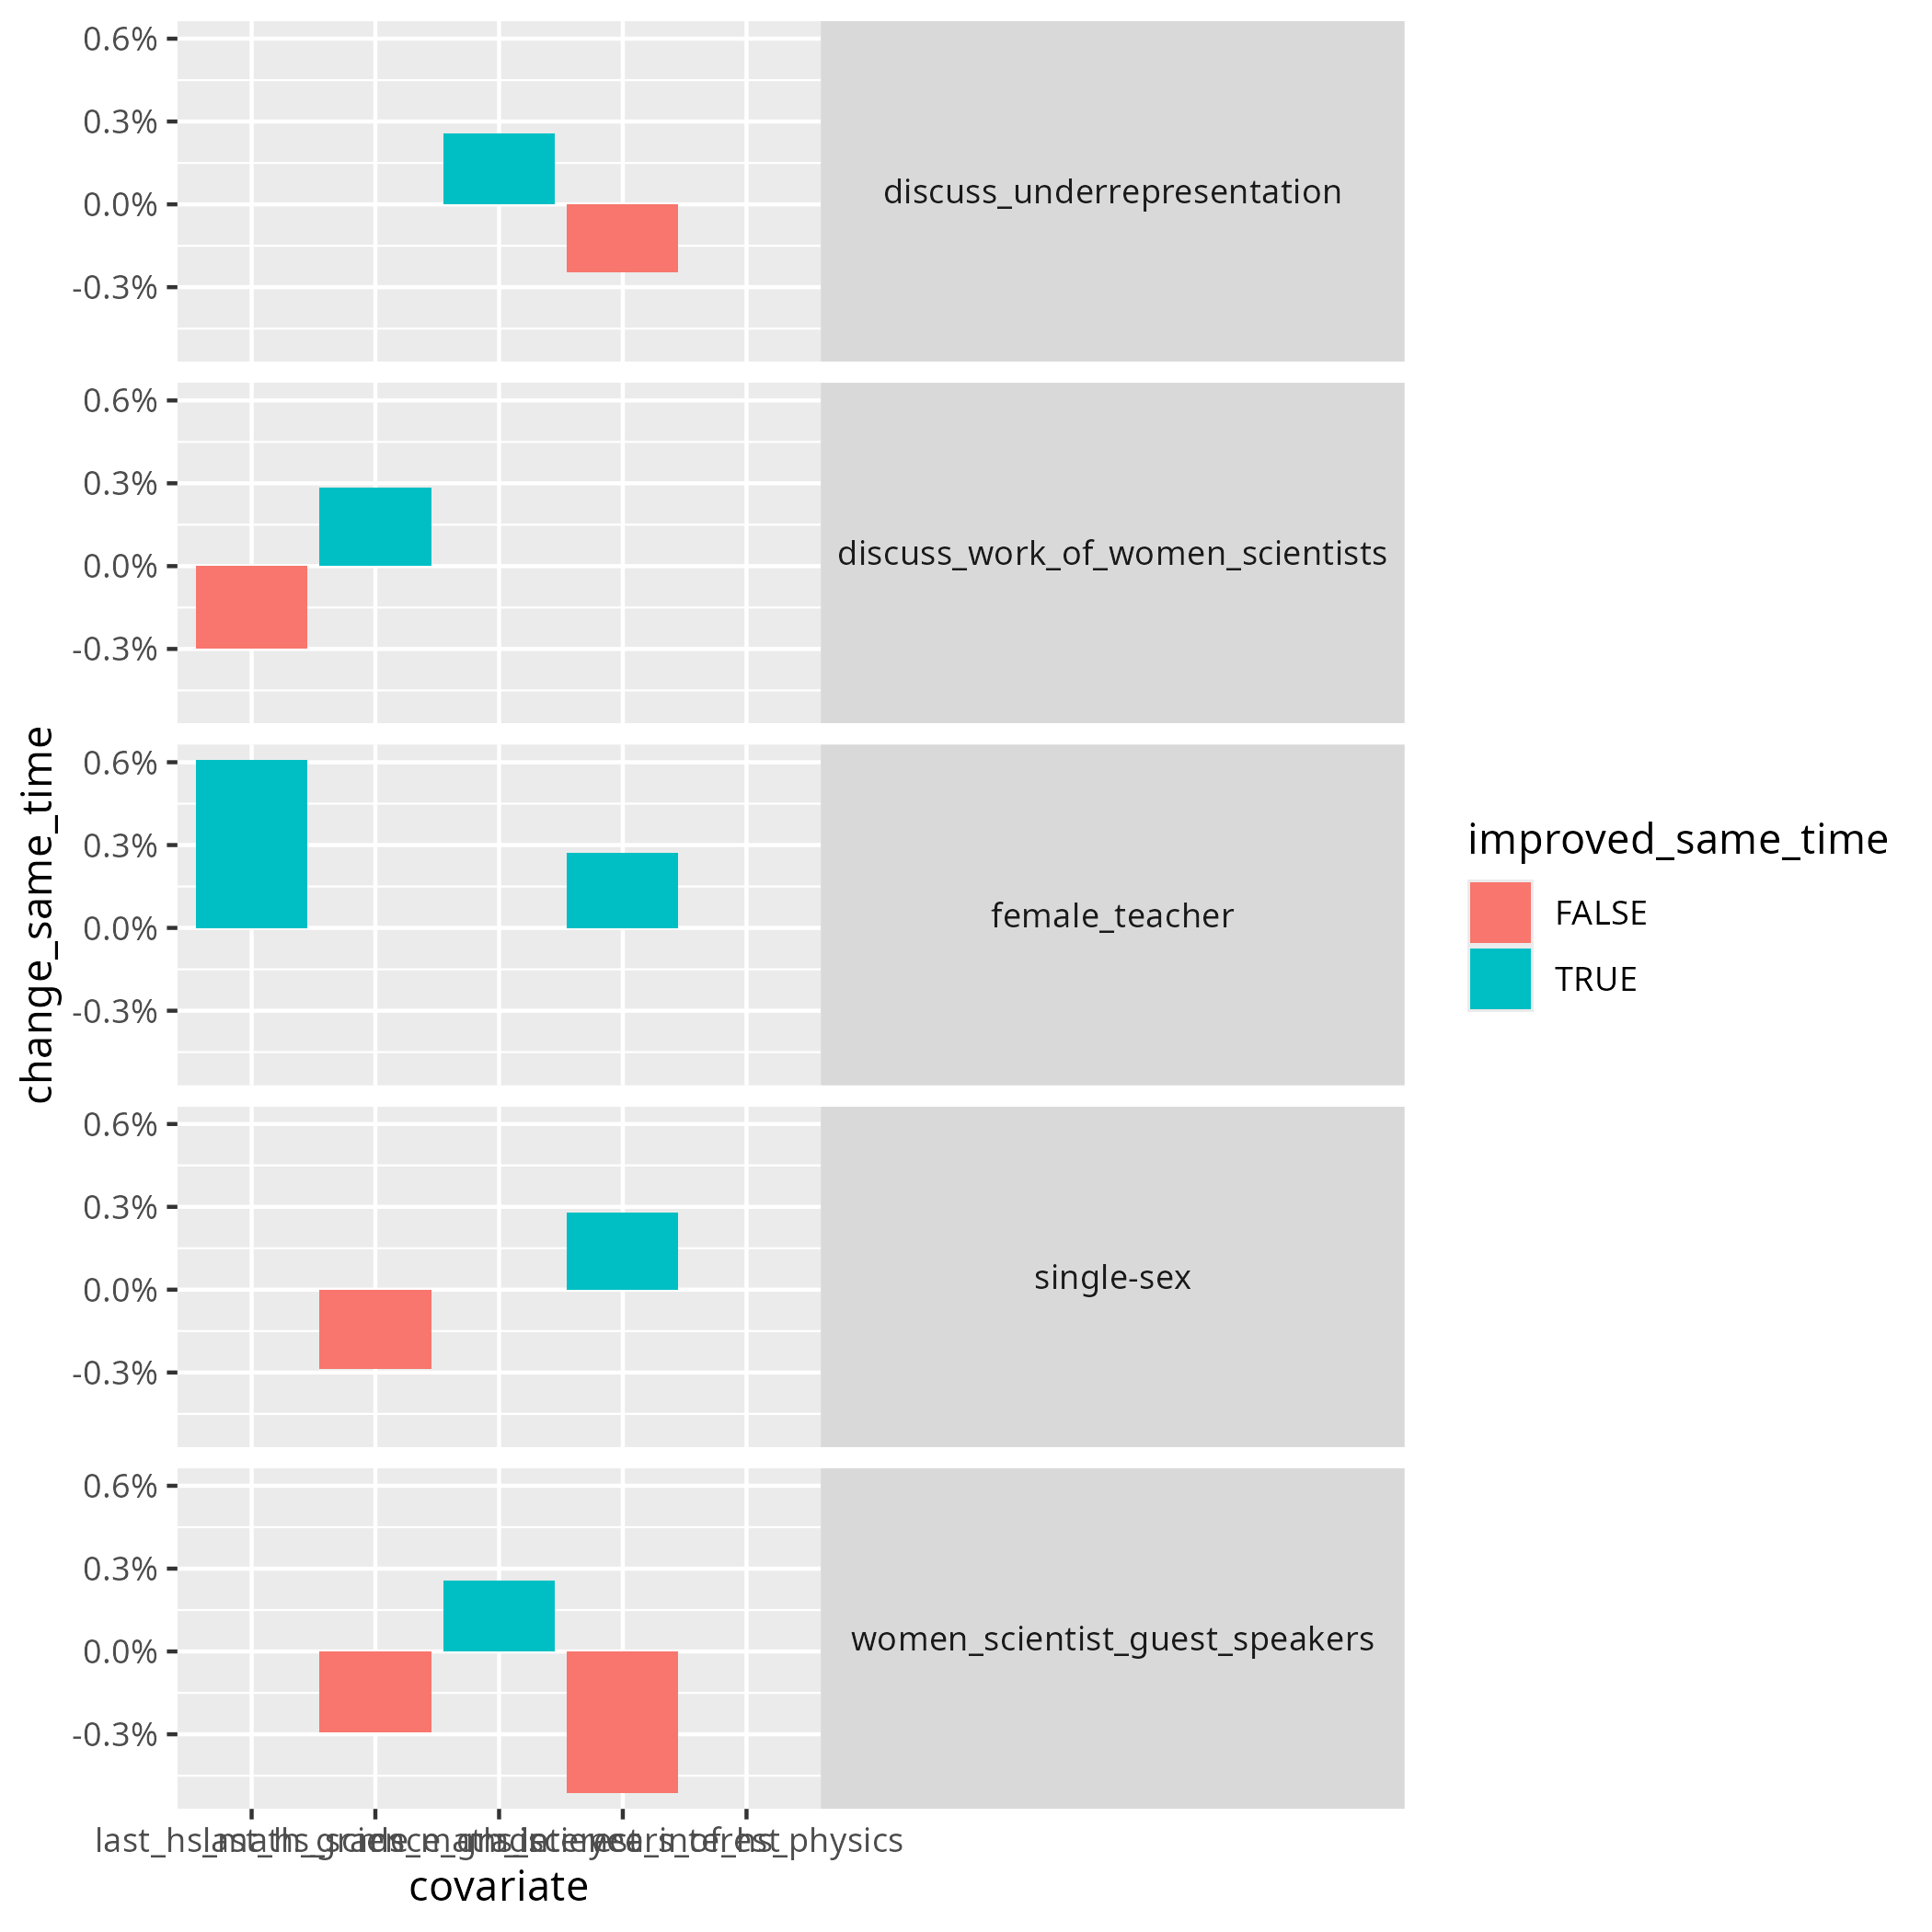 0.6%
0.3%
0.0%
-0.3%
discuss_underrepresentation
0.6%
0.3%
0.0%
-0.3%
discuss_work_of_women_scientists
0.6%
0.3%
0.0%
-0.3%
female_teacher
0.6%
0.3%
0.0%
-0.3%
single-sex
0.6%
0.3%
0.0%
-0.3%
women_scientist_guest_speakers
change_same_time
covariate
improved_same_time
FALSE
TRUE